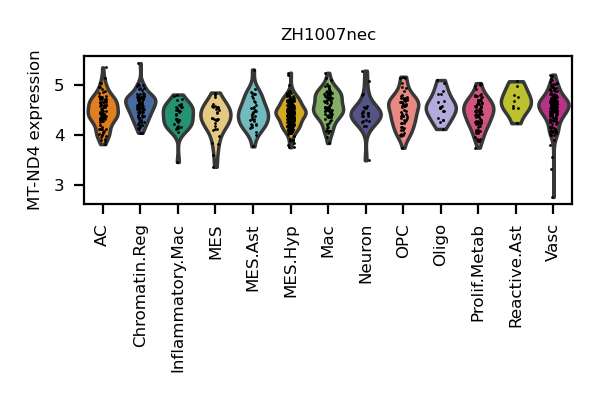 ZH1007nec
MT-ND4 expression
5
4
3
AC
Chromatin.Reg
Inflammatory.Mac
MES
MES.Ast
MES.Hyp
Mac
Neuron
OPC
Oligo
Prolif.Metab
Reactive.Ast
Vasc